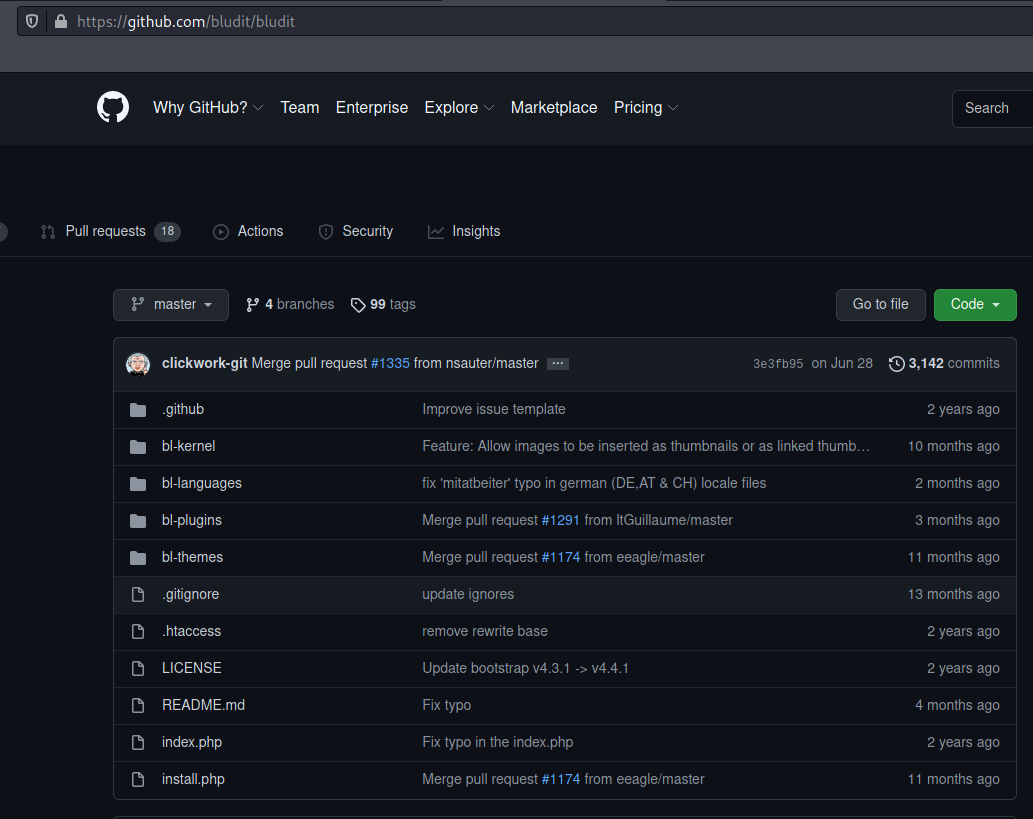 https://github.com/bludit/bludit
Why GitHub? Team Enterprise Explore Marketplace Pricing Search
Pull requests 18 Actions Security Insights
master 4 branches 99 tags Go to file Code
clickwork-git Merge pull request #1335 from nsauter/master ... 3e3fb95 on Jun 28 3,142 commits
.github Improve issue template 2 years ago
bl-kernel Feature: Allow images to be inserted as thumbnails or as linked thumb… 10 months ago
bl-languages fix 'mitatbeiter' typo in german (DE,AT & CH) locale files 2 months ago
bl-plugins Merge pull request #1291 from ltGuillaume/master 3 months ago
bl-themes Merge pull request #1174 from eeagle/master 11 months ago
.gitignore update ignores 13 months ago
.htaccess remove rewrite base 2 years ago
LICENSE Update bootstrap v4.3.1 -> v4.4.1 2 years ago
README.md Fix typo 4 months ago
index.php Fix typo in the index.php 2 years ago
install.php Merge pull request #1174 from eeagle/master 11 months ago